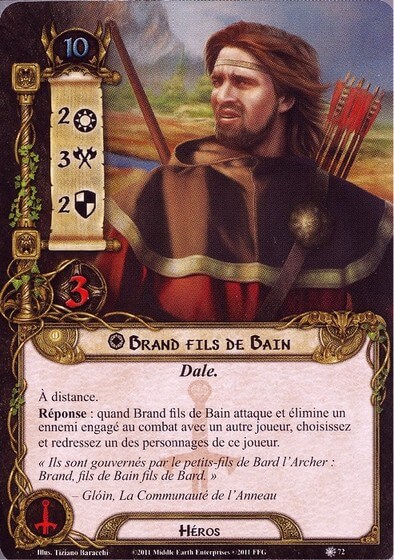 10
2
3
2
3
BRAND FILS DE BAIN
Dale.
À distance.
Réponse : quand Brand fils de Bain attaque et élimine un
ennemi engagé au combat avec un autre joueur, choisissez
et redressez un des personnages de ce joueur.
« Ils sont gouvernés par le petits-fils de Bard l'Archer :
Brand, fils de Bain fils de Bard. »
– Glóin, La Communauté de l'Anneau
HÉROS
Illus. Tiziano Baracchi
©2011 Middle Earth Enterprises • 2011 FFG
72